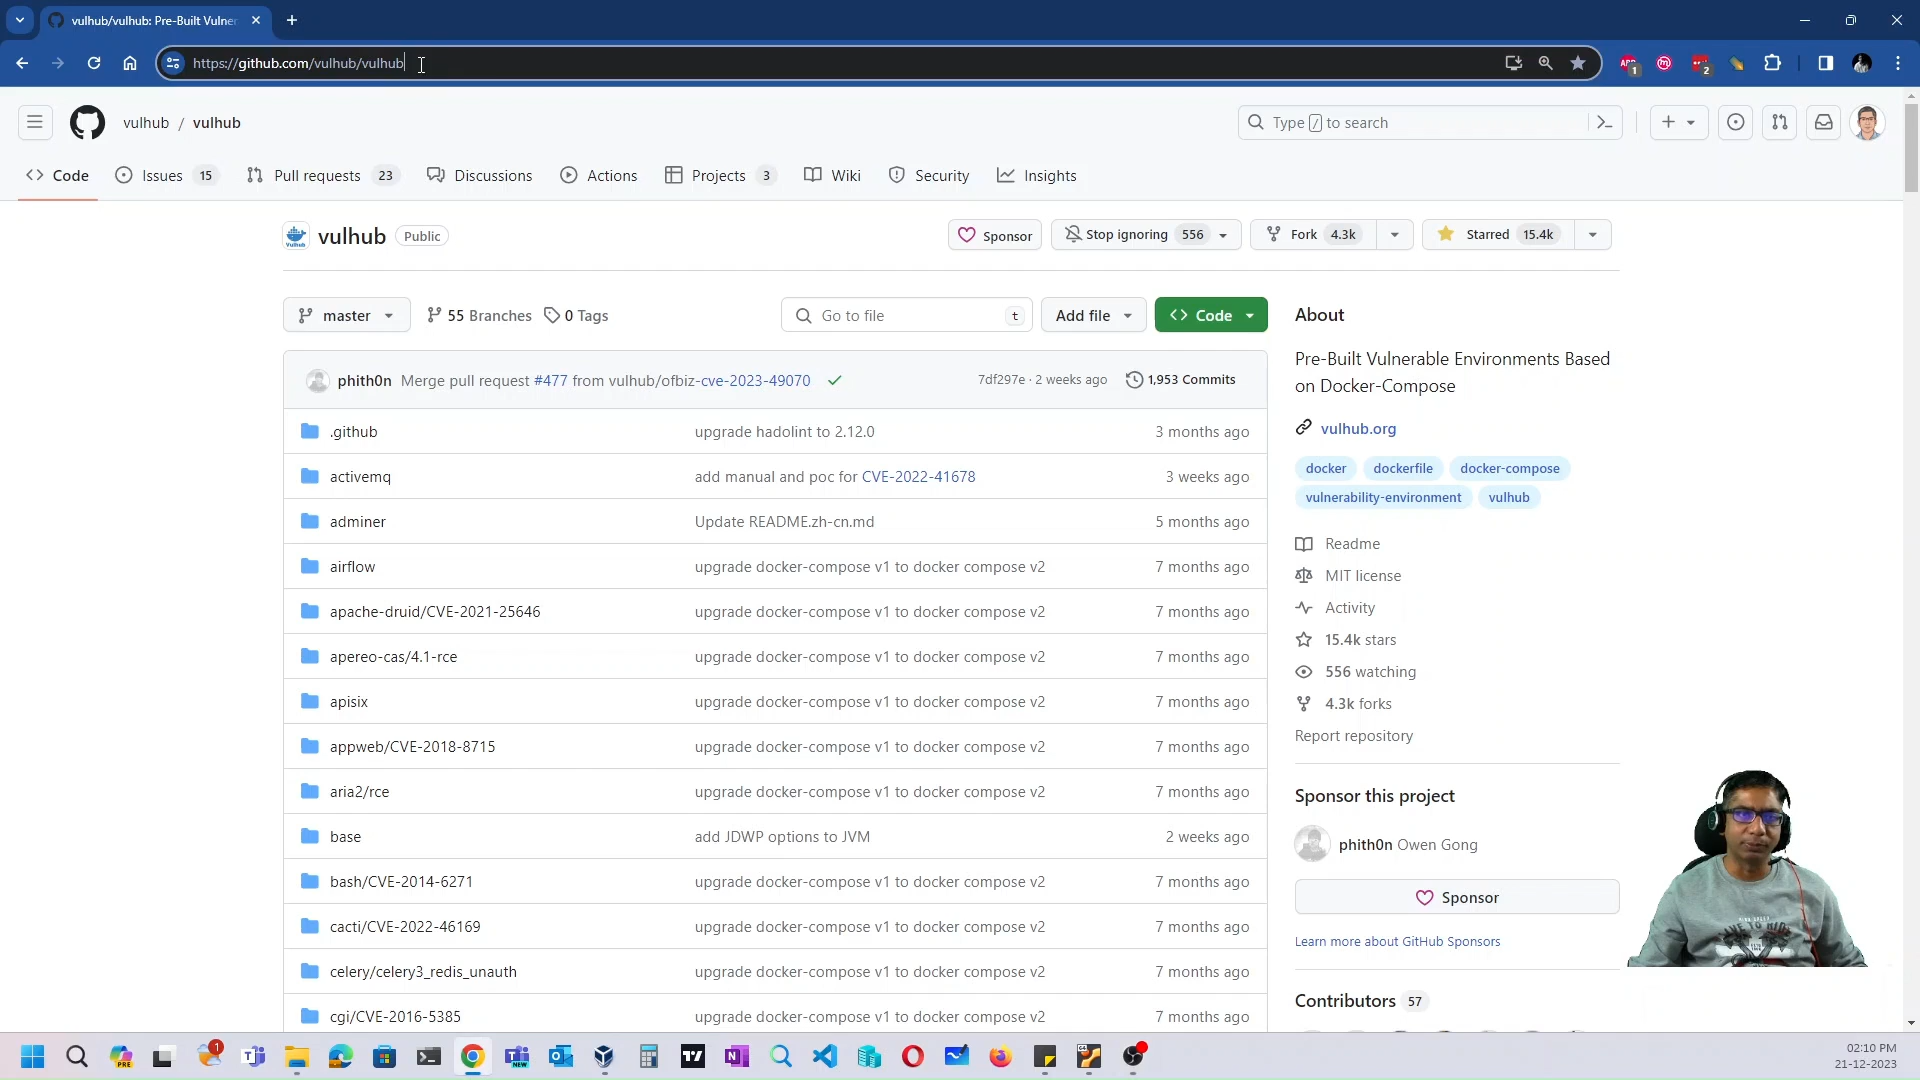 vulhub/vulhub: Pre-Built Vulner
https://github.com/vulhub/vulhub
1
2
vulhub / vulhub
Type / to search
Code
Issues 15
Pull requests 23
Discussions
Actions
Projects 3
Wiki
Security
Insights
vulhub
vulhub Public
Sponsor
Stop ignoring 556
Fork 4.3k
Starred 15.4k
master
55 Branches
0 Tags
Go to file t
Add file
Code
phith0n Merge pull request #477 from vulhub/ofbiz-cve-2023-49070 7df297e · 2 weeks ago 1,953 Commits
.github upgrade hadolint to 2.12.0 3 months ago
activemq add manual and poc for CVE-2022-41678 3 weeks ago
adminer Update README.zh-cn.md 5 months ago
airflow upgrade docker-compose v1 to docker compose v2 7 months ago
apache-druid/CVE-2021-25646 upgrade docker-compose v1 to docker compose v2 7 months ago
apereo-cas/4.1-rce upgrade docker-compose v1 to docker compose v2 7 months ago
apisix upgrade docker-compose v1 to docker compose v2 7 months ago
appweb/CVE-2018-8715 upgrade docker-compose v1 to docker compose v2 7 months ago
aria2/rce upgrade docker-compose v1 to docker compose v2 7 months ago
base add JDWP options to JVM 2 weeks ago
bash/CVE-2014-6271 upgrade docker-compose v1 to docker compose v2 7 months ago
cacti/CVE-2022-46169 upgrade docker-compose v1 to docker compose v2 7 months ago
celery/celery3_redis_unauth upgrade docker-compose v1 to docker compose v2 7 months ago
cgi/CVE-2016-5385 upgrade docker-compose v1 to docker compose v2 7 months ago
About
Pre-Built Vulnerable Environments Based
on Docker-Compose
vulhub.org
docker dockerfile docker-compose
vulnerability-environment vulhub
Readme
MIT license
Activity
15.4k stars
556 watching
4.3k forks
Report repository
Sponsor this project
phith0n Owen Gong
Sponsor
Learn more about GitHub Sponsors
Contributors 57
PRE
1
NEW
02:10 PM
21-12-2023